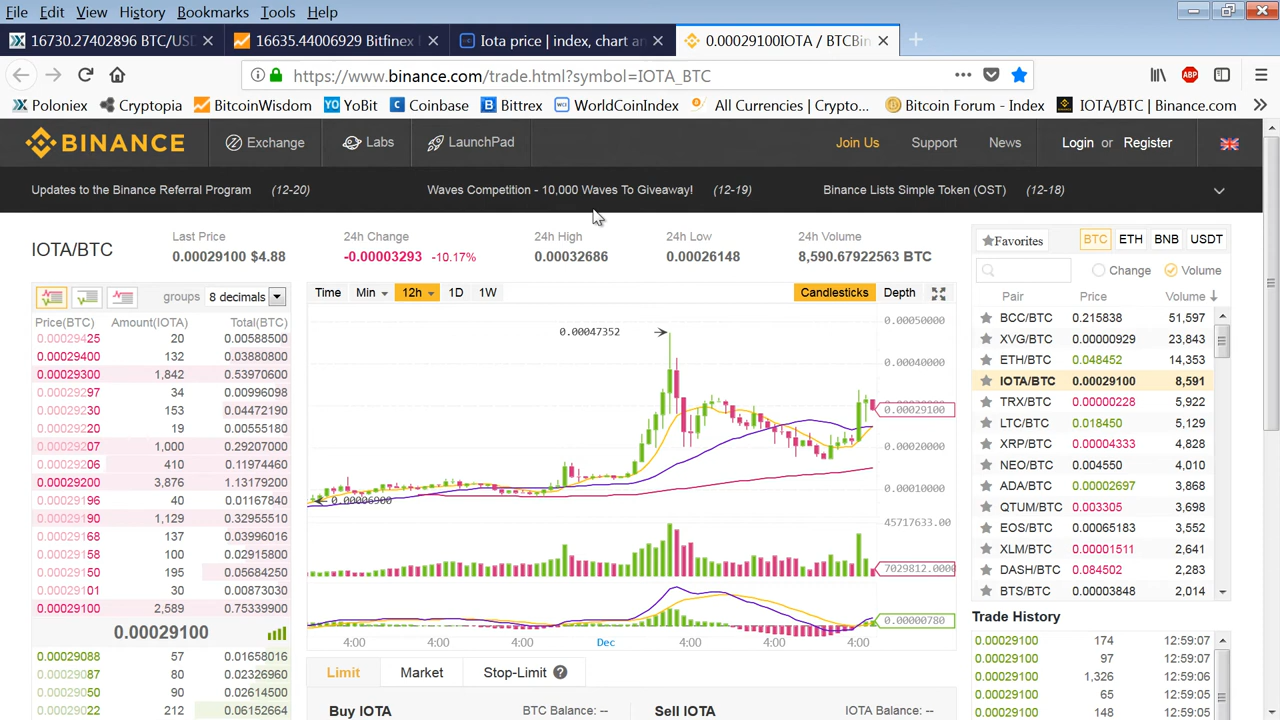 File Edit View History Bookmarks Tools Help
16730.27402896 BTC/USD
16635.44006929 Bitfinex
Iota price | index, chart an
0.00029100IOTA / BTCBin
https://www.binance.com/trade.html?symbol=IOTA_BTC
Poloniex Cryptopia BitcoinWisdom YoBit Coinbase Bittrex WorldCoinIndex All Currencies | Crypto... Bitcoin Forum - Index IOTA/BTC | Binance.com
BINANCE Exchange Labs LaunchPad Join Us Support News Login or Register
Updates to the Binance Referral Program (12-20) Waves Competition - 10,000 Waves To Giveaway! (12-19) Binance Lists Simple Token (OST) (12-18)
IOTA/BTC
Last Price
0.00029100 $4.88
24h Change
-0.00003293 -10.17%
24h High
0.00032686
24h Low
0.00026148
24h Volume
8,590.67922563 BTC
groups 8 decimals
Price(BTC) Amount(IOTA) Total(BTC)
0.00029425 20 0.00588500
0.00029400 132 0.03880800
0.00029300 1,842 0.53970600
0.00029297 34 0.00996098
0.00029230 153 0.04472190
0.00029220 19 0.00555180
0.00029207 1,000 0.29207000
0.00029206 410 0.11974460
0.00029200 3,876 1.13179200
0.00029196 40 0.01167840
0.00029190 1,129 0.32955510
0.00029168 137 0.03996016
0.00029158 100 0.02915800
0.00029150 195 0.05684250
0.00029101 30 0.00873030
0.00029100 2,589 0.75339900
0.00029100
0.00029088 57 0.01658016
0.00029087 80 0.02326960
0.00029050 90 0.02614500
0.00029022 212 0.06152664
Time Min 12h 1D 1W Candlesticks Depth
0.00050000
0.00047352
0.00040000
0.00029100
0.00020000
0.00010000
0.00006900
45717633.00
7029812.0000
0.00000780
4:00 4:00 Dec 4:00 4:00 4:00
Limit Market Stop-Limit ?
Buy IOTA BTC Balance: -- Sell IOTA IOTA Balance: --
Favorites BTC ETH BNB USDT
Change Volume
Pair Price Volume
BCC/BTC 0.215838 51,597
XVG/BTC 0.00000929 23,843
ETH/BTC 0.048452 14,353
IOTA/BTC 0.00029100 8,591
TRX/BTC 0.00000228 5,922
LTC/BTC 0.018450 5,129
XRP/BTC 0.00004333 4,828
NEO/BTC 0.004550 4,010
ADA/BTC 0.00002697 3,868
QTUM/BTC 0.003305 3,698
EOS/BTC 0.00065183 3,552
XLM/BTC 0.00001511 2,641
DASH/BTC 0.084502 2,283
BTS/BTC 0.00003848 2,014
Trade History
0.00029100 174 12:59:07
0.00029100 97 12:59:07
0.00029100 1,326 12:59:06
0.00029100 65 12:59:05
0.00029100 148 12:59:05